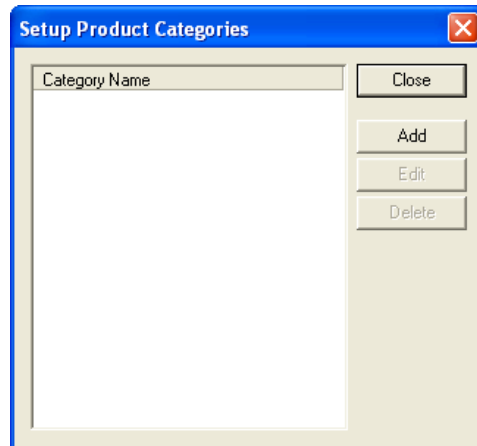 Setup Product Categories
Category Name
Close
Add
Edit
Delete